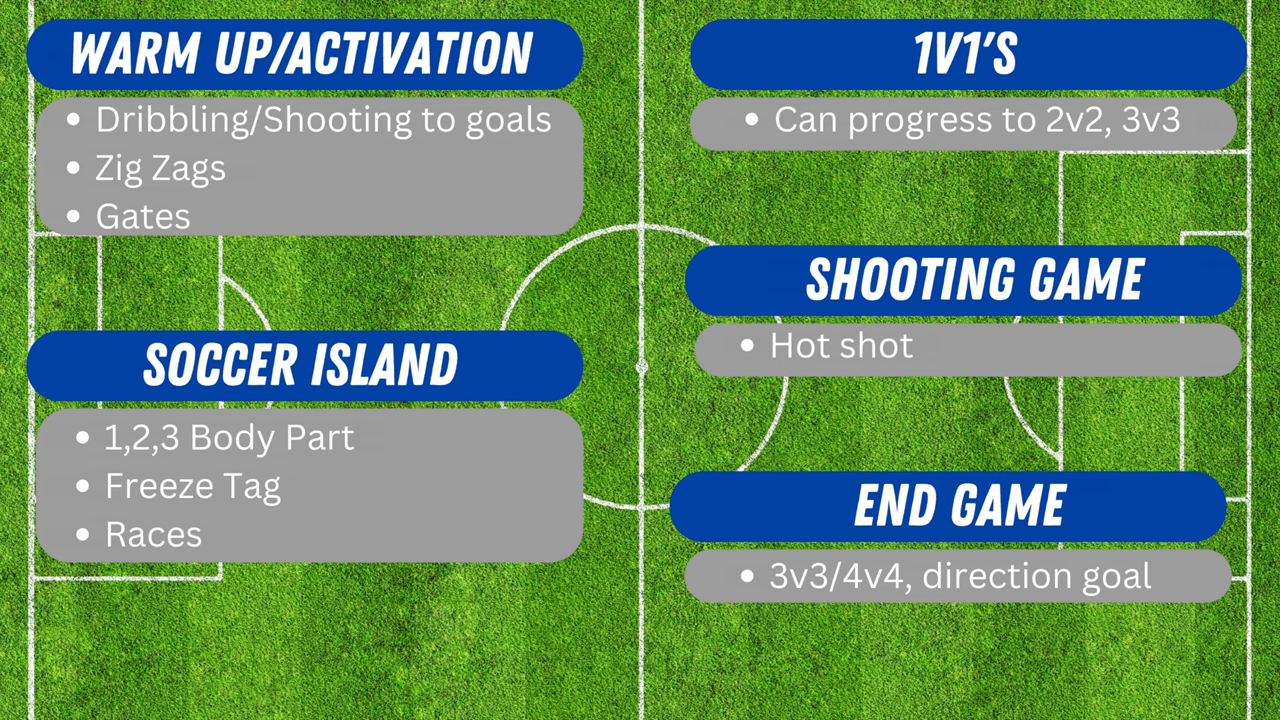 WARM UP/ACTIVATION
• Dribbling/Shooting to goals
• Zig Zags
• Gates
SOCCER ISLAND
• 1,2,3 Body Part
• Freeze Tag
• Races
1V1'S
• Can progress to 2v2, 3v3
SHOOTING GAME
• Hot shot
END GAME
• 3v3/4v4, direction goal